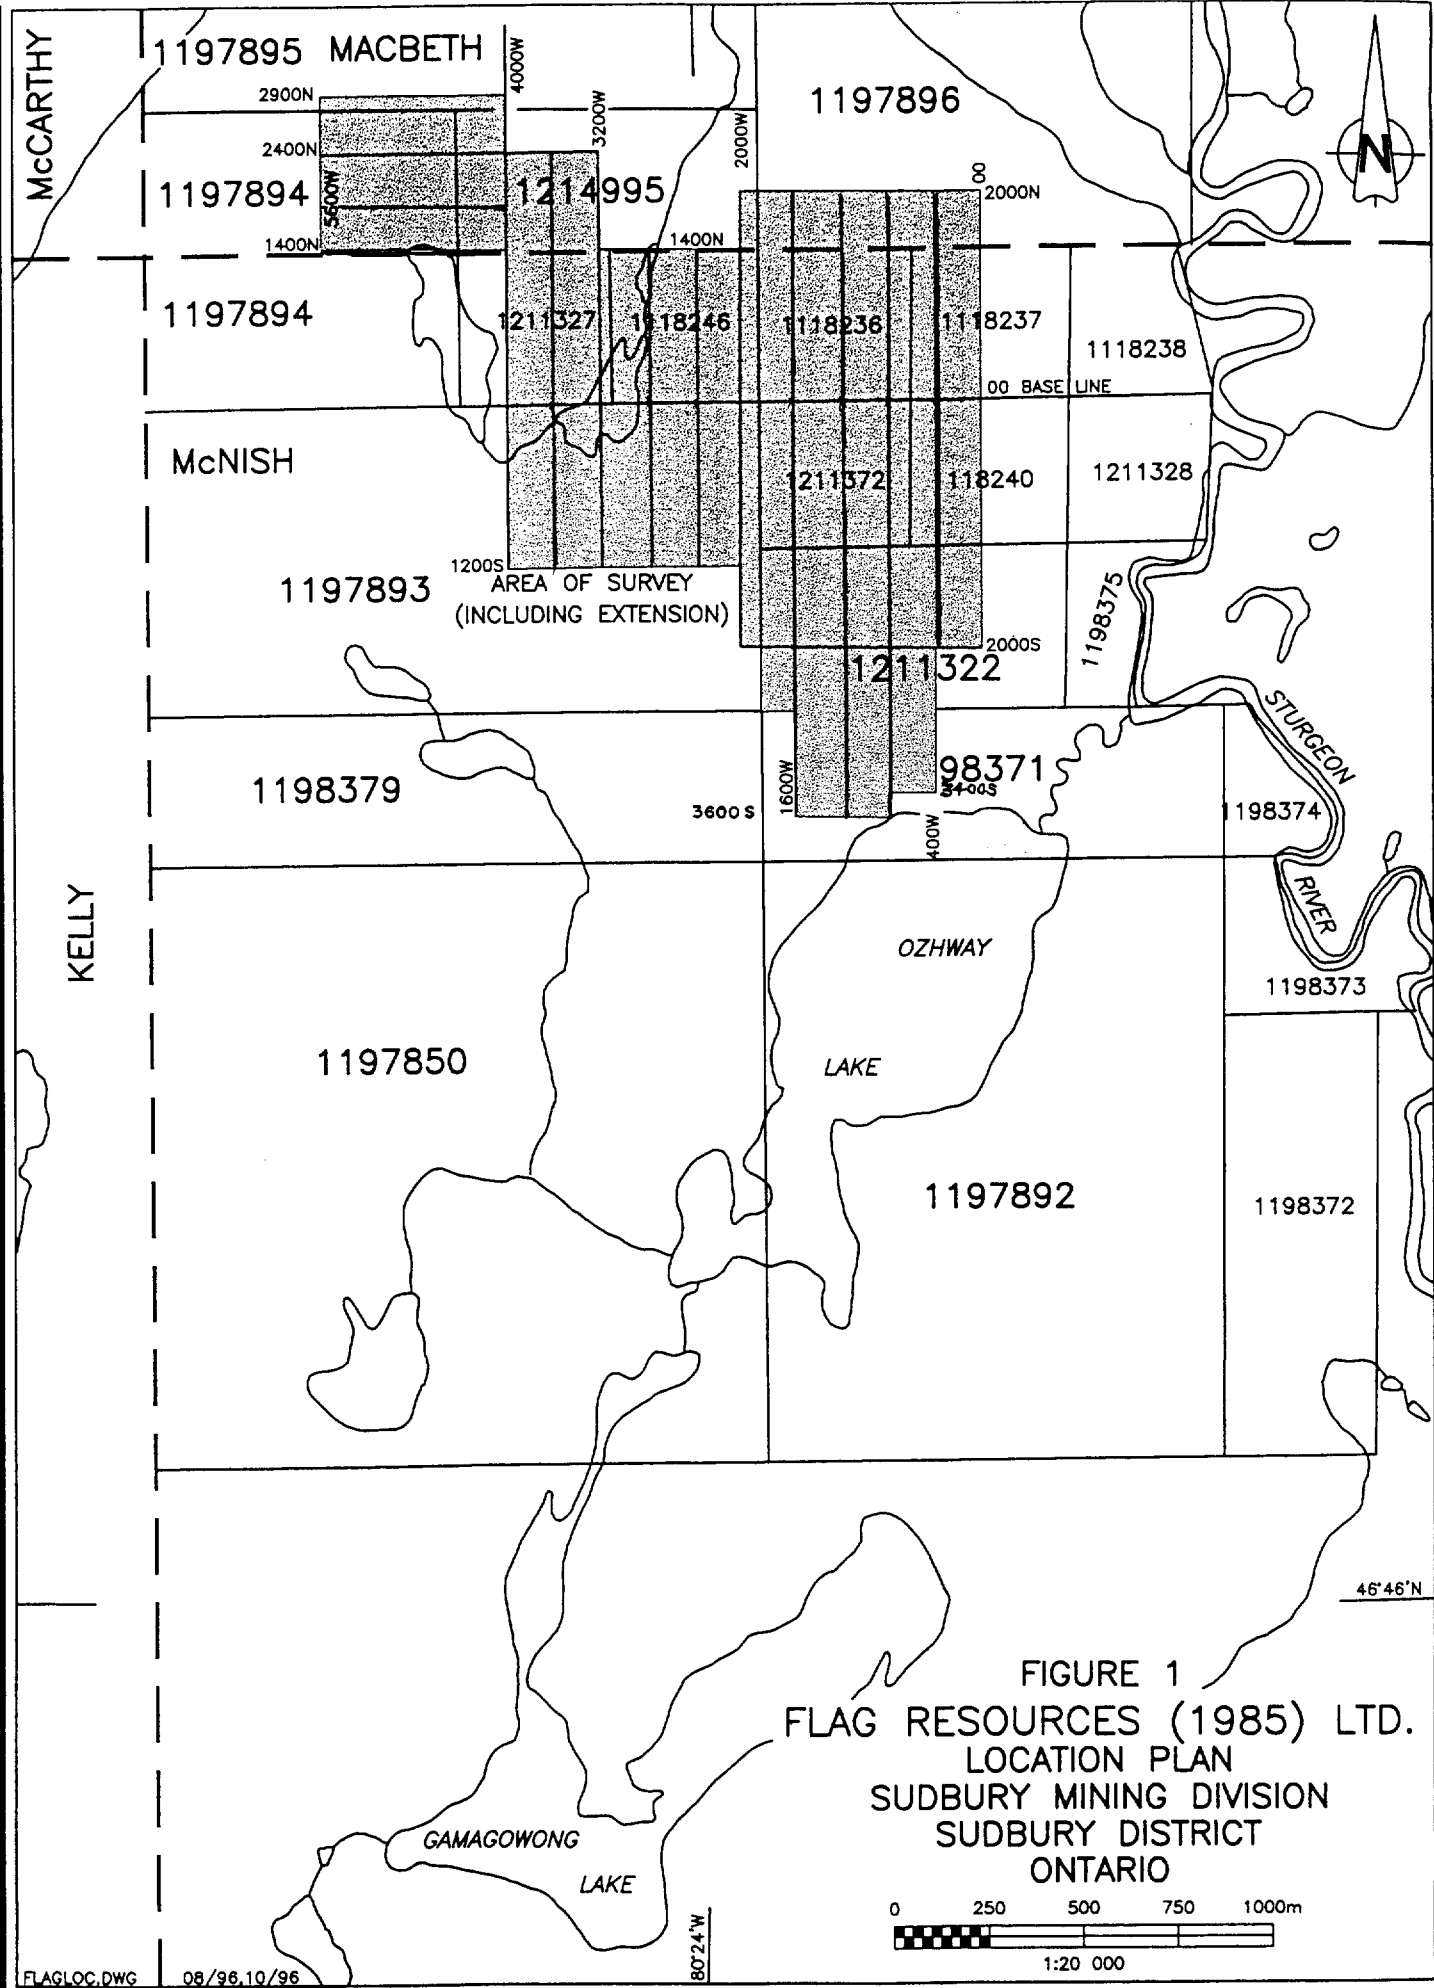 McCARTHY
1197895 MACBETH
4000W
2900N
3200W
2000W
1197896
N
2400N
1197894
5600W
1214995
00
2000N
1400N
1400N
1197894
1211327
1118246
1118236
1118237
1118238
00 BASE LINE
McNISH
1211372
118240
1211328
1200S
AREA OF SURVEY
(INCLUDING EXTENSION)
1197893
1198375
2000S
1211322
STURGEON
1198379
3600 S
1600W
98371
3400S
400W
1198374
KELLY
RIVER
OZHWAY
1198373
1197850
LAKE
1197892
1198372
46°46'N
FIGURE 1
FLAG RESOURCES (1985) LTD.
LOCATION PLAN
SUDBURY MINING DIVISION
SUDBURY DISTRICT
ONTARIO
GAMAGOWONG
LAKE
0 250 500 750 1000m
1:20 000
80°24'W
FLAGLOC.DWG 08/96,10/96